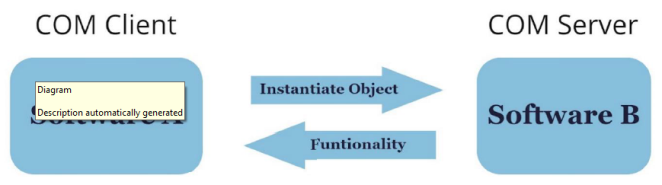 COM Client
COM Server
Diagram
Description automatically generated
Instantiate Object
Funtionality
Software B